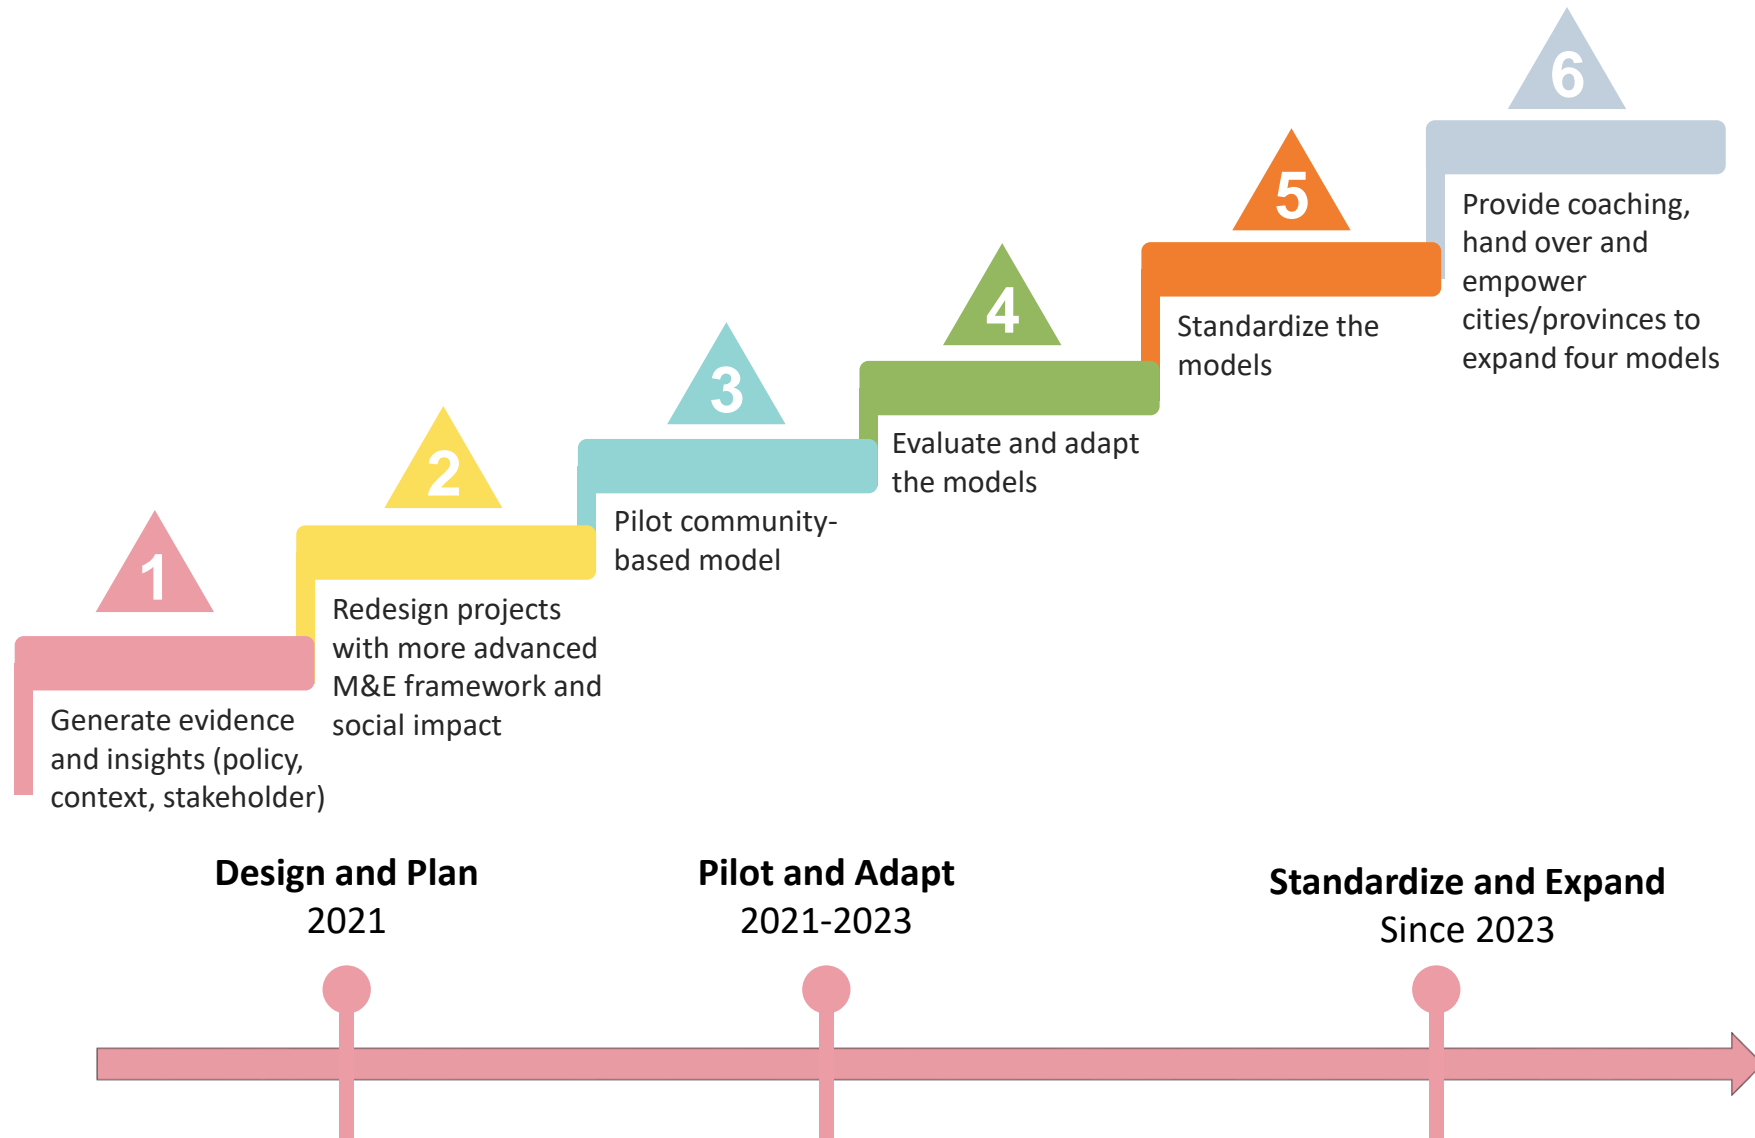 1
Generate evidence
and insights (policy,
context, stakeholder)
2
Redesign projects
with more advanced
M&E framework and
social impact
3
Pilot community-
based model
4
Evaluate and adapt
the models
5
Standardize the
models
6
Provide coaching,
hand over and
empower
cities/provinces to
expand four models
Design and Plan
2021
Pilot and Adapt
2021-2023
Standardize and Expand
Since 2023